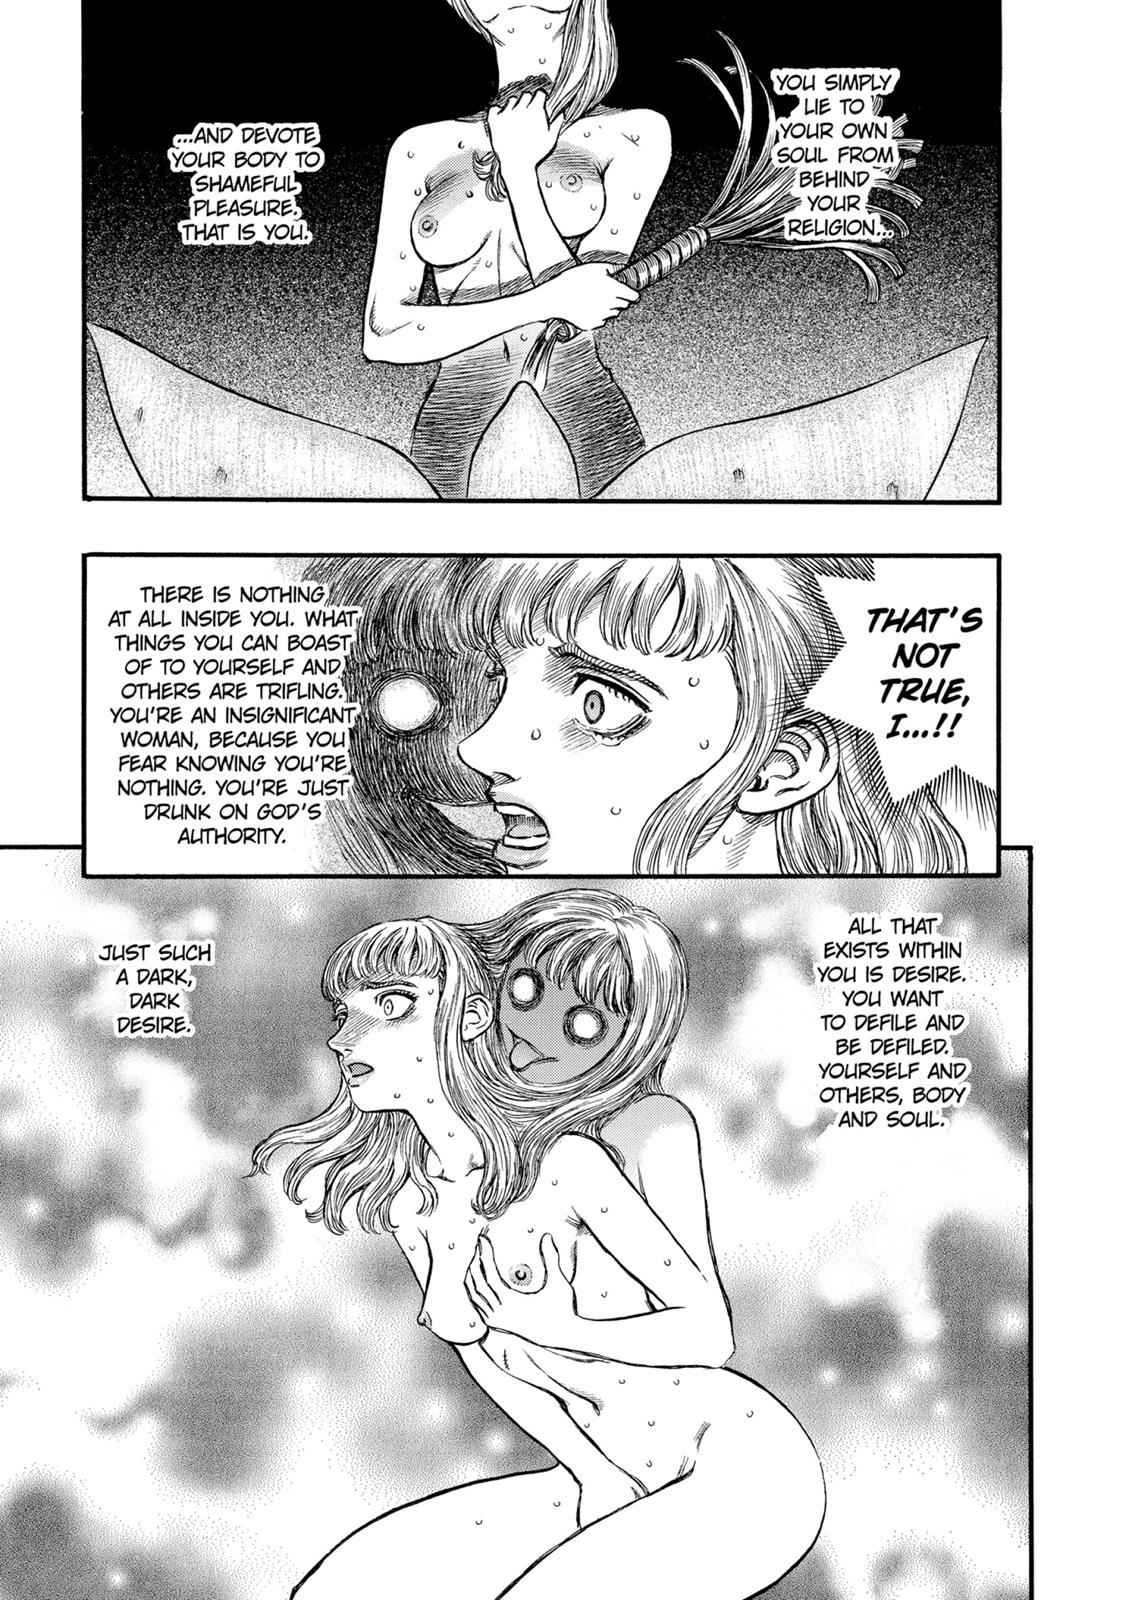 YOU SIMPLY
LIE TO
YOUR OWN
SOUL FROM
BEHIND
YOUR
RELIGION...
...AND DEVOTE
YOUR BODY TO
SHAMEFUL
PLEASURE.
THAT IS YOU.
THAT'S
NOT
TRUE,
I...!!
THERE IS NOTHING
AT ALL INSIDE YOU. WHAT
THINGS YOU CAN BOAST
OF TO YOURSELF AND
OTHERS ARE TRIFLING.
YOU'RE AN INSIGNIFICANT
WOMAN, BECAUSE YOU
FEAR KNOWING YOU'RE
NOTHING. YOU'RE JUST
DRUNK ON GOD'S
AUTHORITY.
ALL THAT
EXISTS WITHIN
YOU IS DESIRE.
YOU WANT
TO DEFILE AND
BE DEFILED.
YOURSELF AND
OTHERS, BODY
AND SOUL.
JUST SUCH
A DARK,
DARK
DESIRE.